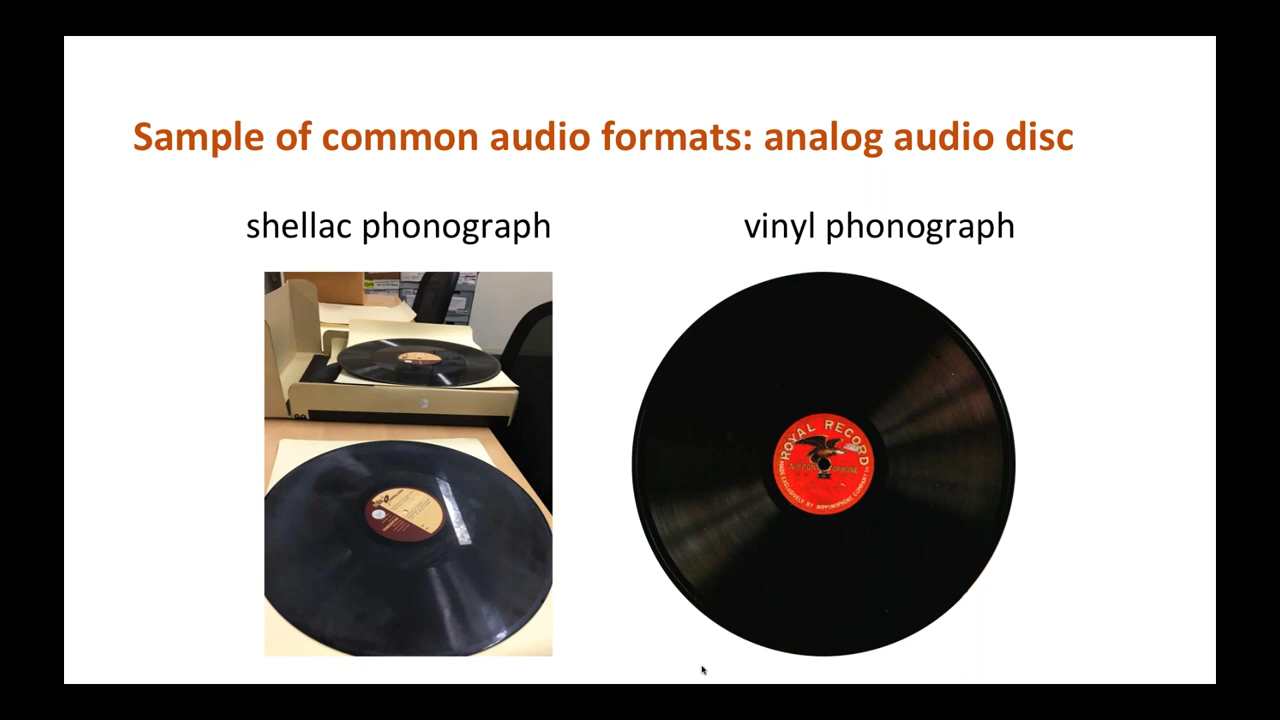 Sample of common audio formats: analog audio disc
shellac phonograph
vinyl phonograph
ROYAL RECORD
NIPPONOPHONE
MADE EXCLUSIVELY BY NIPPONOPHONE COMPANY